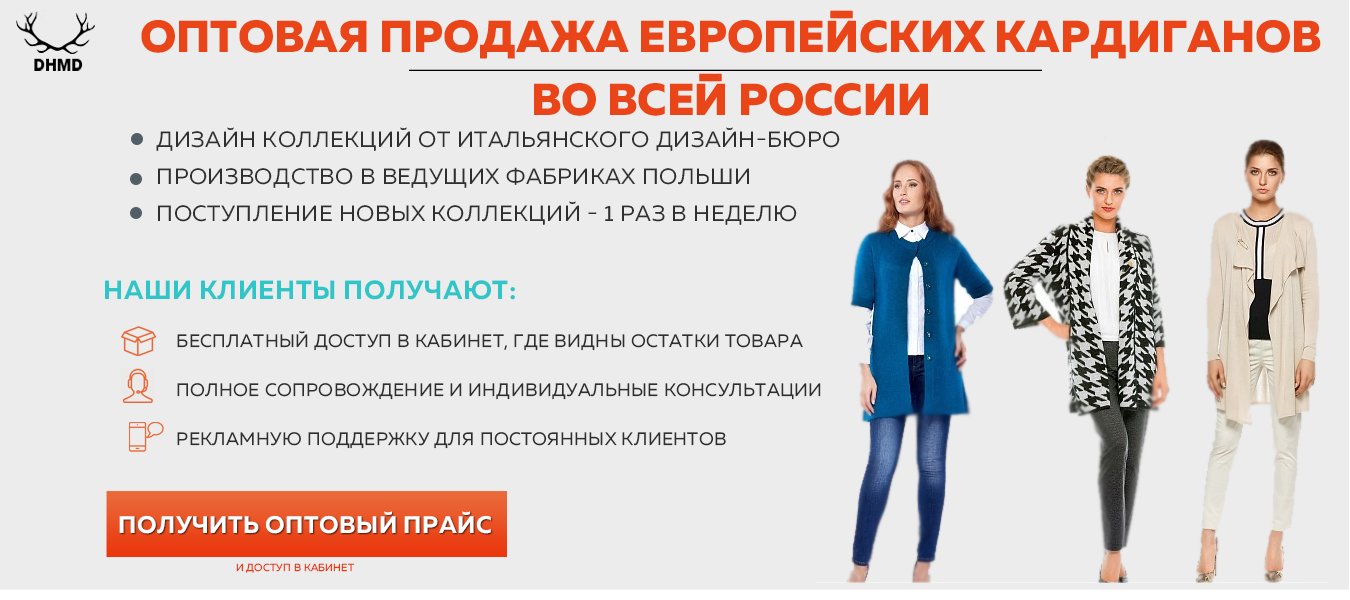 DHMD
ОПТОВАЯ ПРОДАЖА ЕВРОПЕЙСКИХ КАРДИГАНОВ
ВО ВСЕЙ РОССИИ
ДИЗАЙН КОЛЛЕКЦИЙ ОТ ИТАЛЬЯНСКОГО ДИЗАЙН-БЮРО
ПРОИЗВОДСТВО В ВЕДУЩИХ ФАБРИКАХ ПОЛЬШИ
ПОСТУПЛЕНИЕ НОВЫХ КОЛЛЕКЦИЙ - 1 РАЗ В НЕДЕЛЮ
НАШИ КЛИЕНТЫ ПОЛУЧАЮТ:
БЕСПЛАТНЫЙ ДОСТУП В КАБИНЕТ, ГДЕ ВИДНЫ ОСТАТКИ ТОВАРА
ПОЛНОЕ СОПРОВОЖДЕНИЕ И ИНДИВИДУАЛЬНЫЕ КОНСУЛЬТАЦИИ
РЕКЛАМНУЮ ПОДДЕРЖКУ ДЛЯ ПОСТОЯННЫХ КЛИЕНТОВ
ПОЛУЧИТЬ ОПТОВЫЙ ПРАЙС
И ДОСТУП В КАБИНЕТ